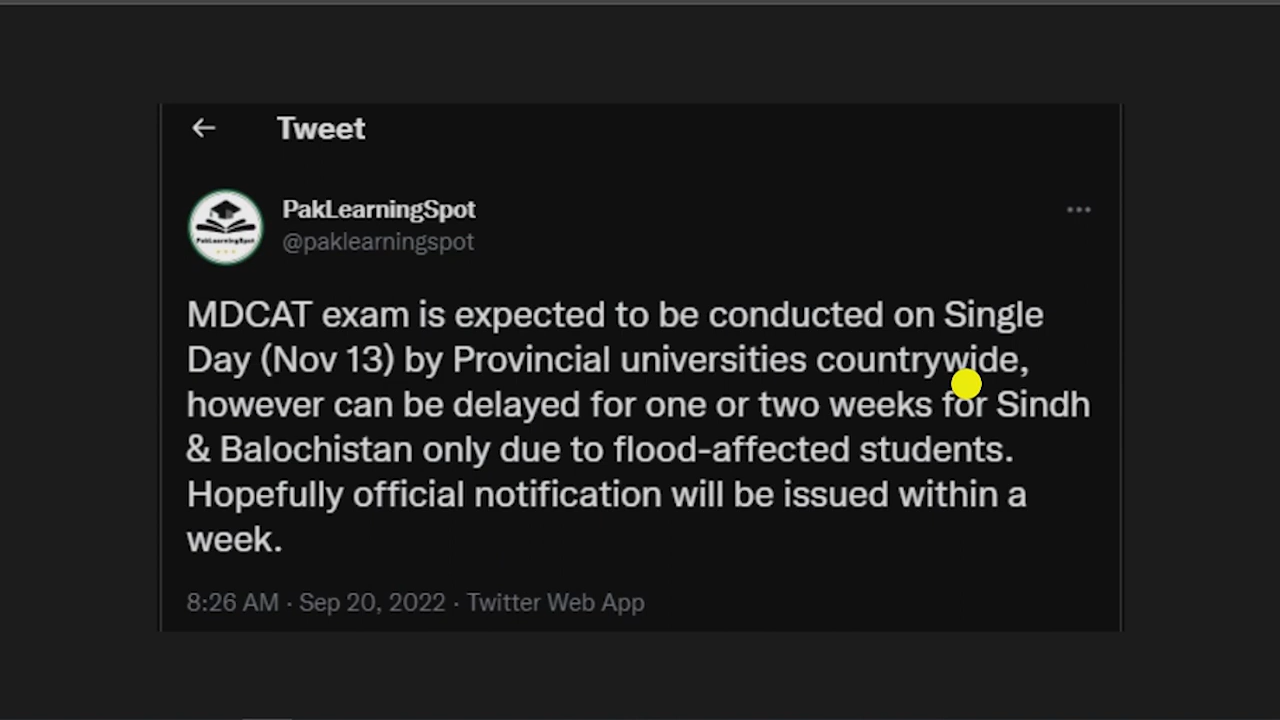 Tweet
PakLearningSpot
@paklearningspot
PakLearningSpot
MDCAT exam is expected to be conducted on Single
Day (Nov 13) by Provincial universities countrywide,
however can be delayed for one or two weeks for Sindh
& Balochistan only due to flood-affected students.
Hopefully official notification will be issued within a
week.
8:26 AM · Sep 20, 2022 · Twitter Web App